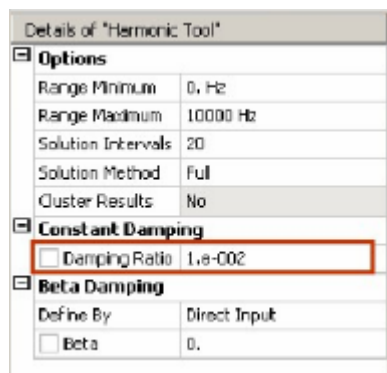 Details of "Harmonic Tool"
Options
Range Minimum 0. Hz
Range Maximum 10000 Hz
Solution Intervals 20
Solution Method Full
Cluster Results No
Constant Damping
Damping Ratio 1.e-002
Beta Damping
Define By Direct Input
Beta 0.